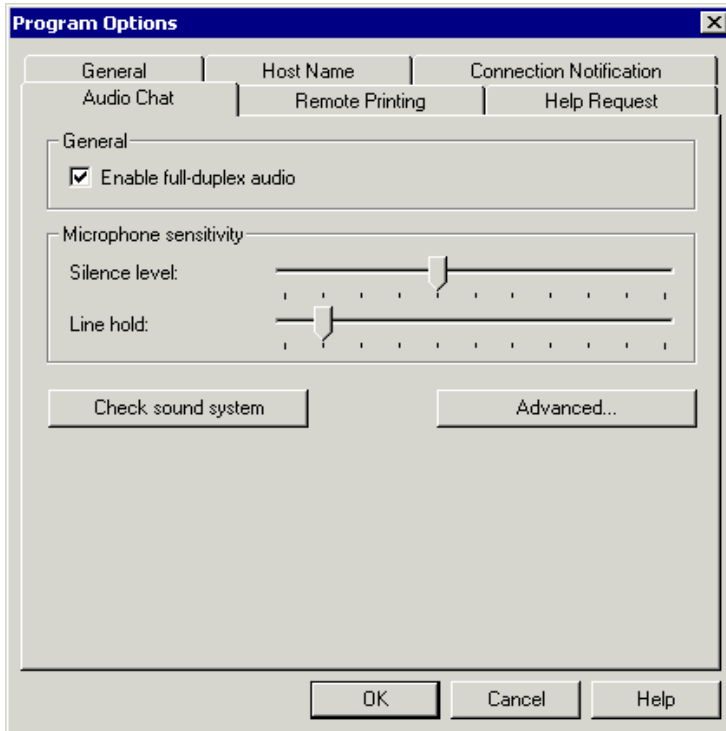 Program Options
General Host Name Connection Notification
Audio Chat Remote Printing Help Request
General
Enable full-duplex audio
Microphone sensitivity
Silence level:
Line hold:
Check sound system Advanced...
OK Cancel Help